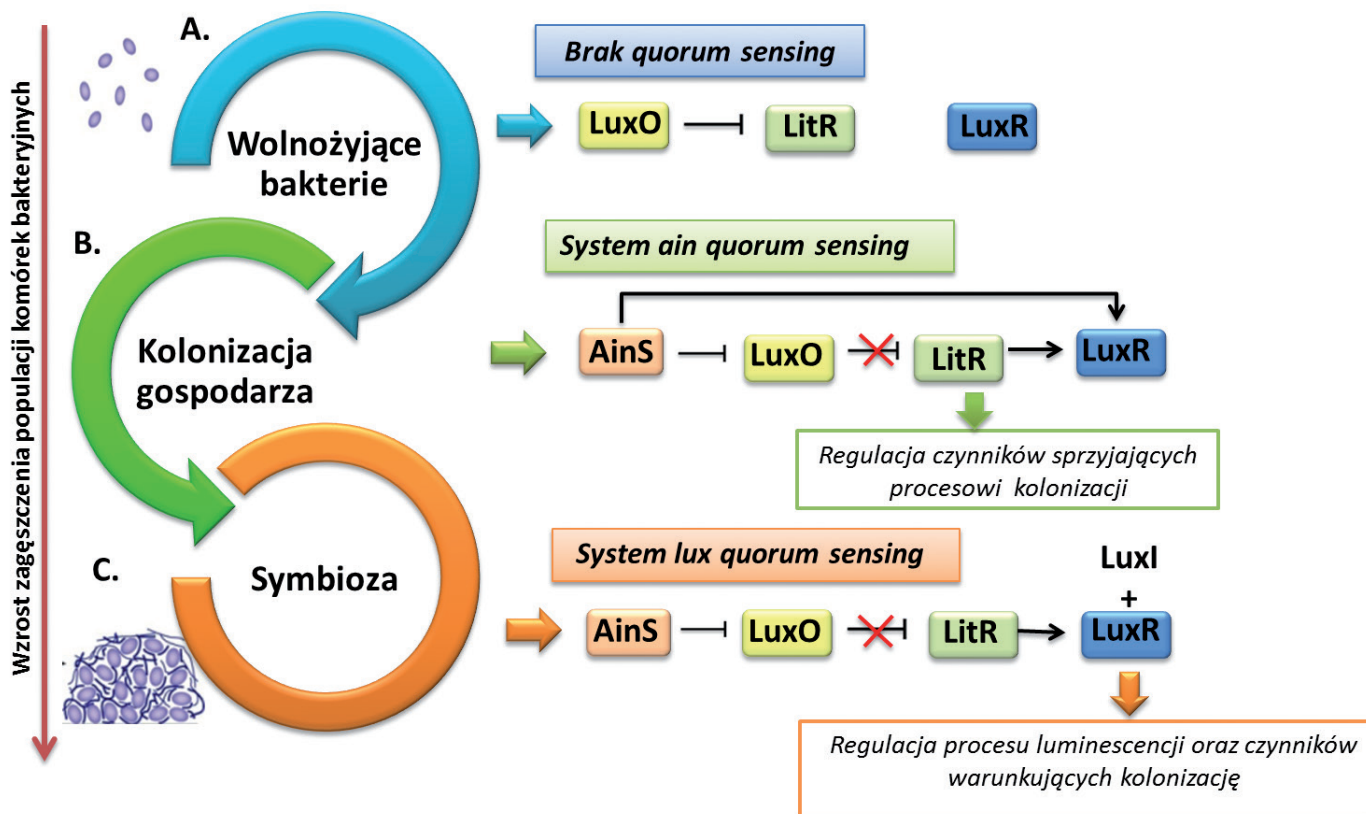 Wzrost zagęszczenia populacji komórek bakteryjnych
A.
Wolnożyjące
bakterie
Brak quorum sensing
LuxO
LitR
LuxR
B.
Kolonizacja
gospodarza
System ain quorum sensing
AinS
LuxO
LitR
LuxR
Regulacja czynników sprzyjających
procesowi kolonizacji
C.
Symbioza
System lux quorum sensing
AinS
LuxO
LitR
LuxI
+
LuxR
Regulacja procesu luminescencji oraz czynników
warunkujących kolonizację